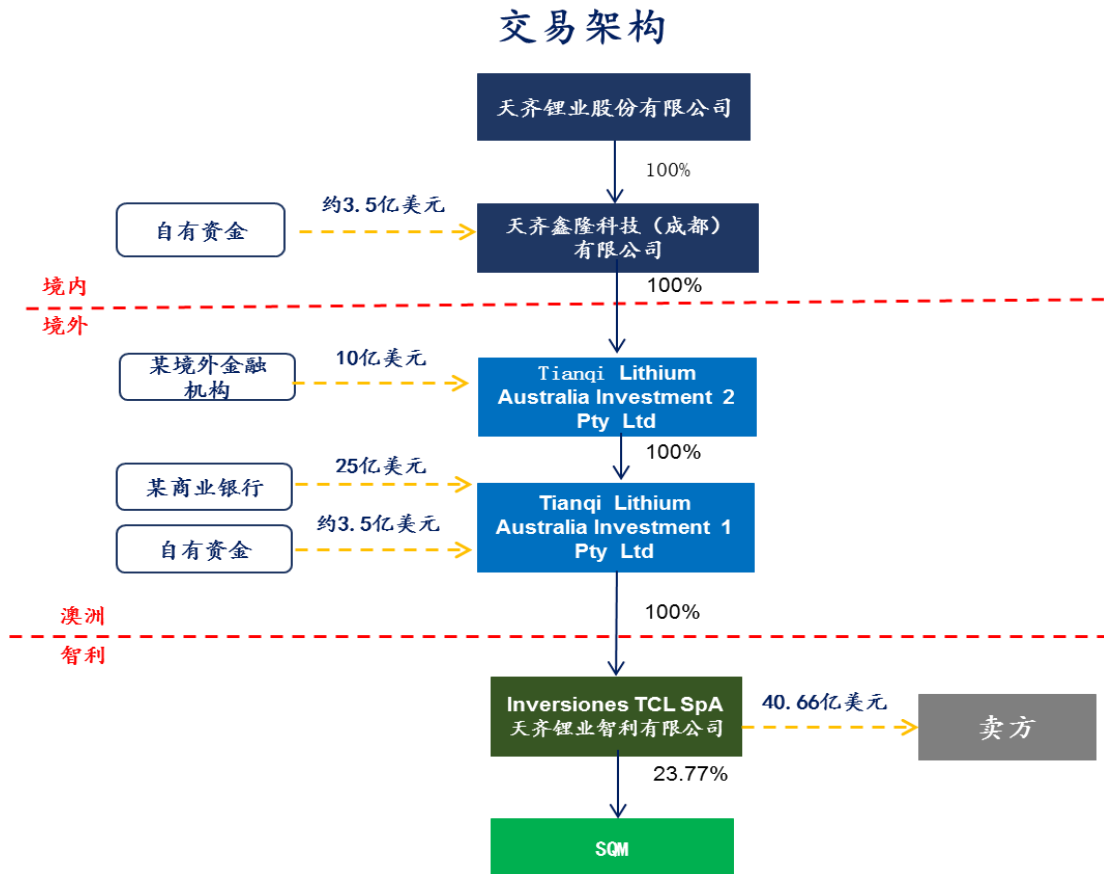 交易架构
天齐锂业股份有限公司
100%
自有资金
约3.5亿美元
天齐鑫隆科技（成都）
有限公司
境内
100%
境外
某境外金融
机构
10亿美元
Tianqi Lithium
Australia Investment 2
Pty Ltd
100%
某商业银行
25亿美元
Tianqi Lithium
Australia Investment 1
Pty Ltd
自有资金
约3.5亿美元
澳洲
100%
智利
Inversiones TCL SpA
天齐锂业智利有限公司
40.66亿美元
卖方
23.77%
SQM